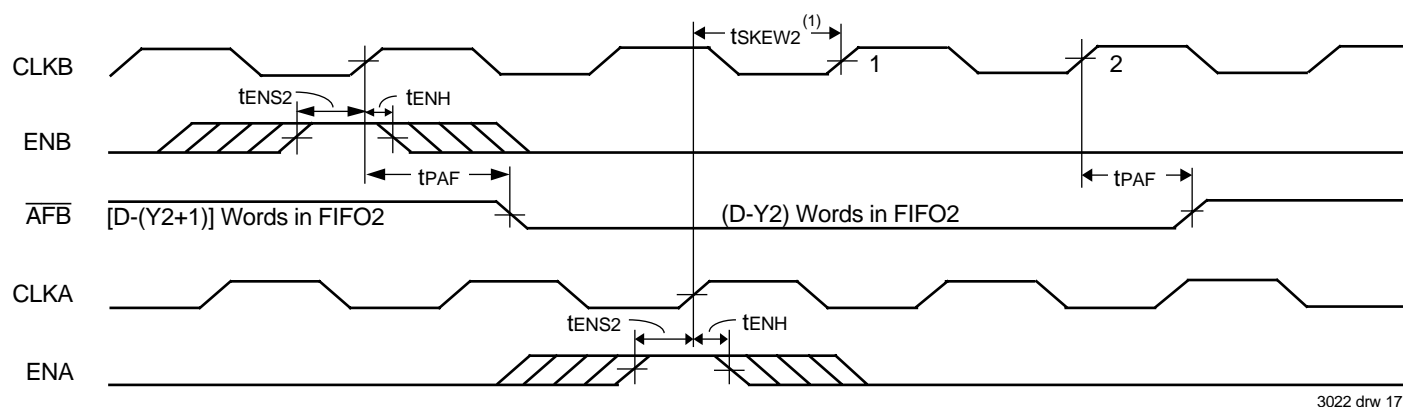 tSKEW2 (1)
CLKB 1 2
tENS2 tENH
ENB
tPAF tPAF
AFB [D-(Y2+1)] Words in FIFO2 (D-Y2) Words in FIFO2
CLKA
tENS2 tENH
ENA
3022 drw 17